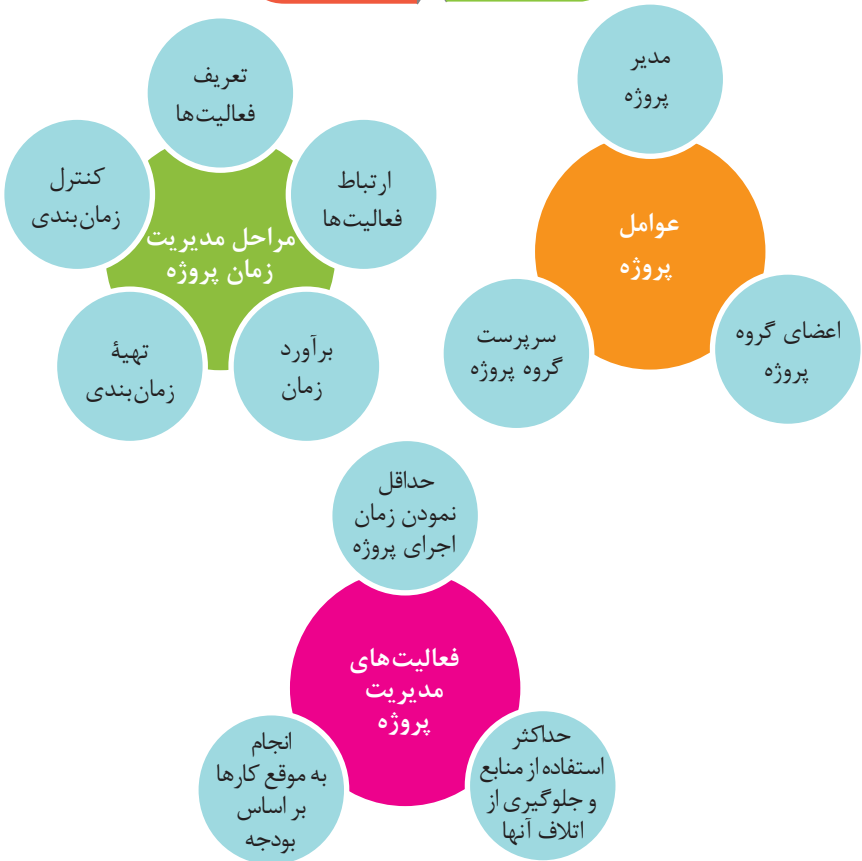 مدیر
پروژه
عوامل
پروژه
اعضای گروه
پروژه
سرپرست
گروه پروژه
تعریف
فعالیت‌ها
ارتباط
فعالیت‌ها
برآورد
زمان
تهیهٔ
زمان‌بندی
کنترل
زمان‌بندی
مراحل مدیریت
زمان پروژه
حداقل
نمودن زمان
اجرای پروژه
فعالیت‌های
مدیریت
پروژه
حداکثر
استفاده از منابع
و جلوگیری از
اتلاف آنها
انجام
به موقع کارها
بر اساس
بودجه